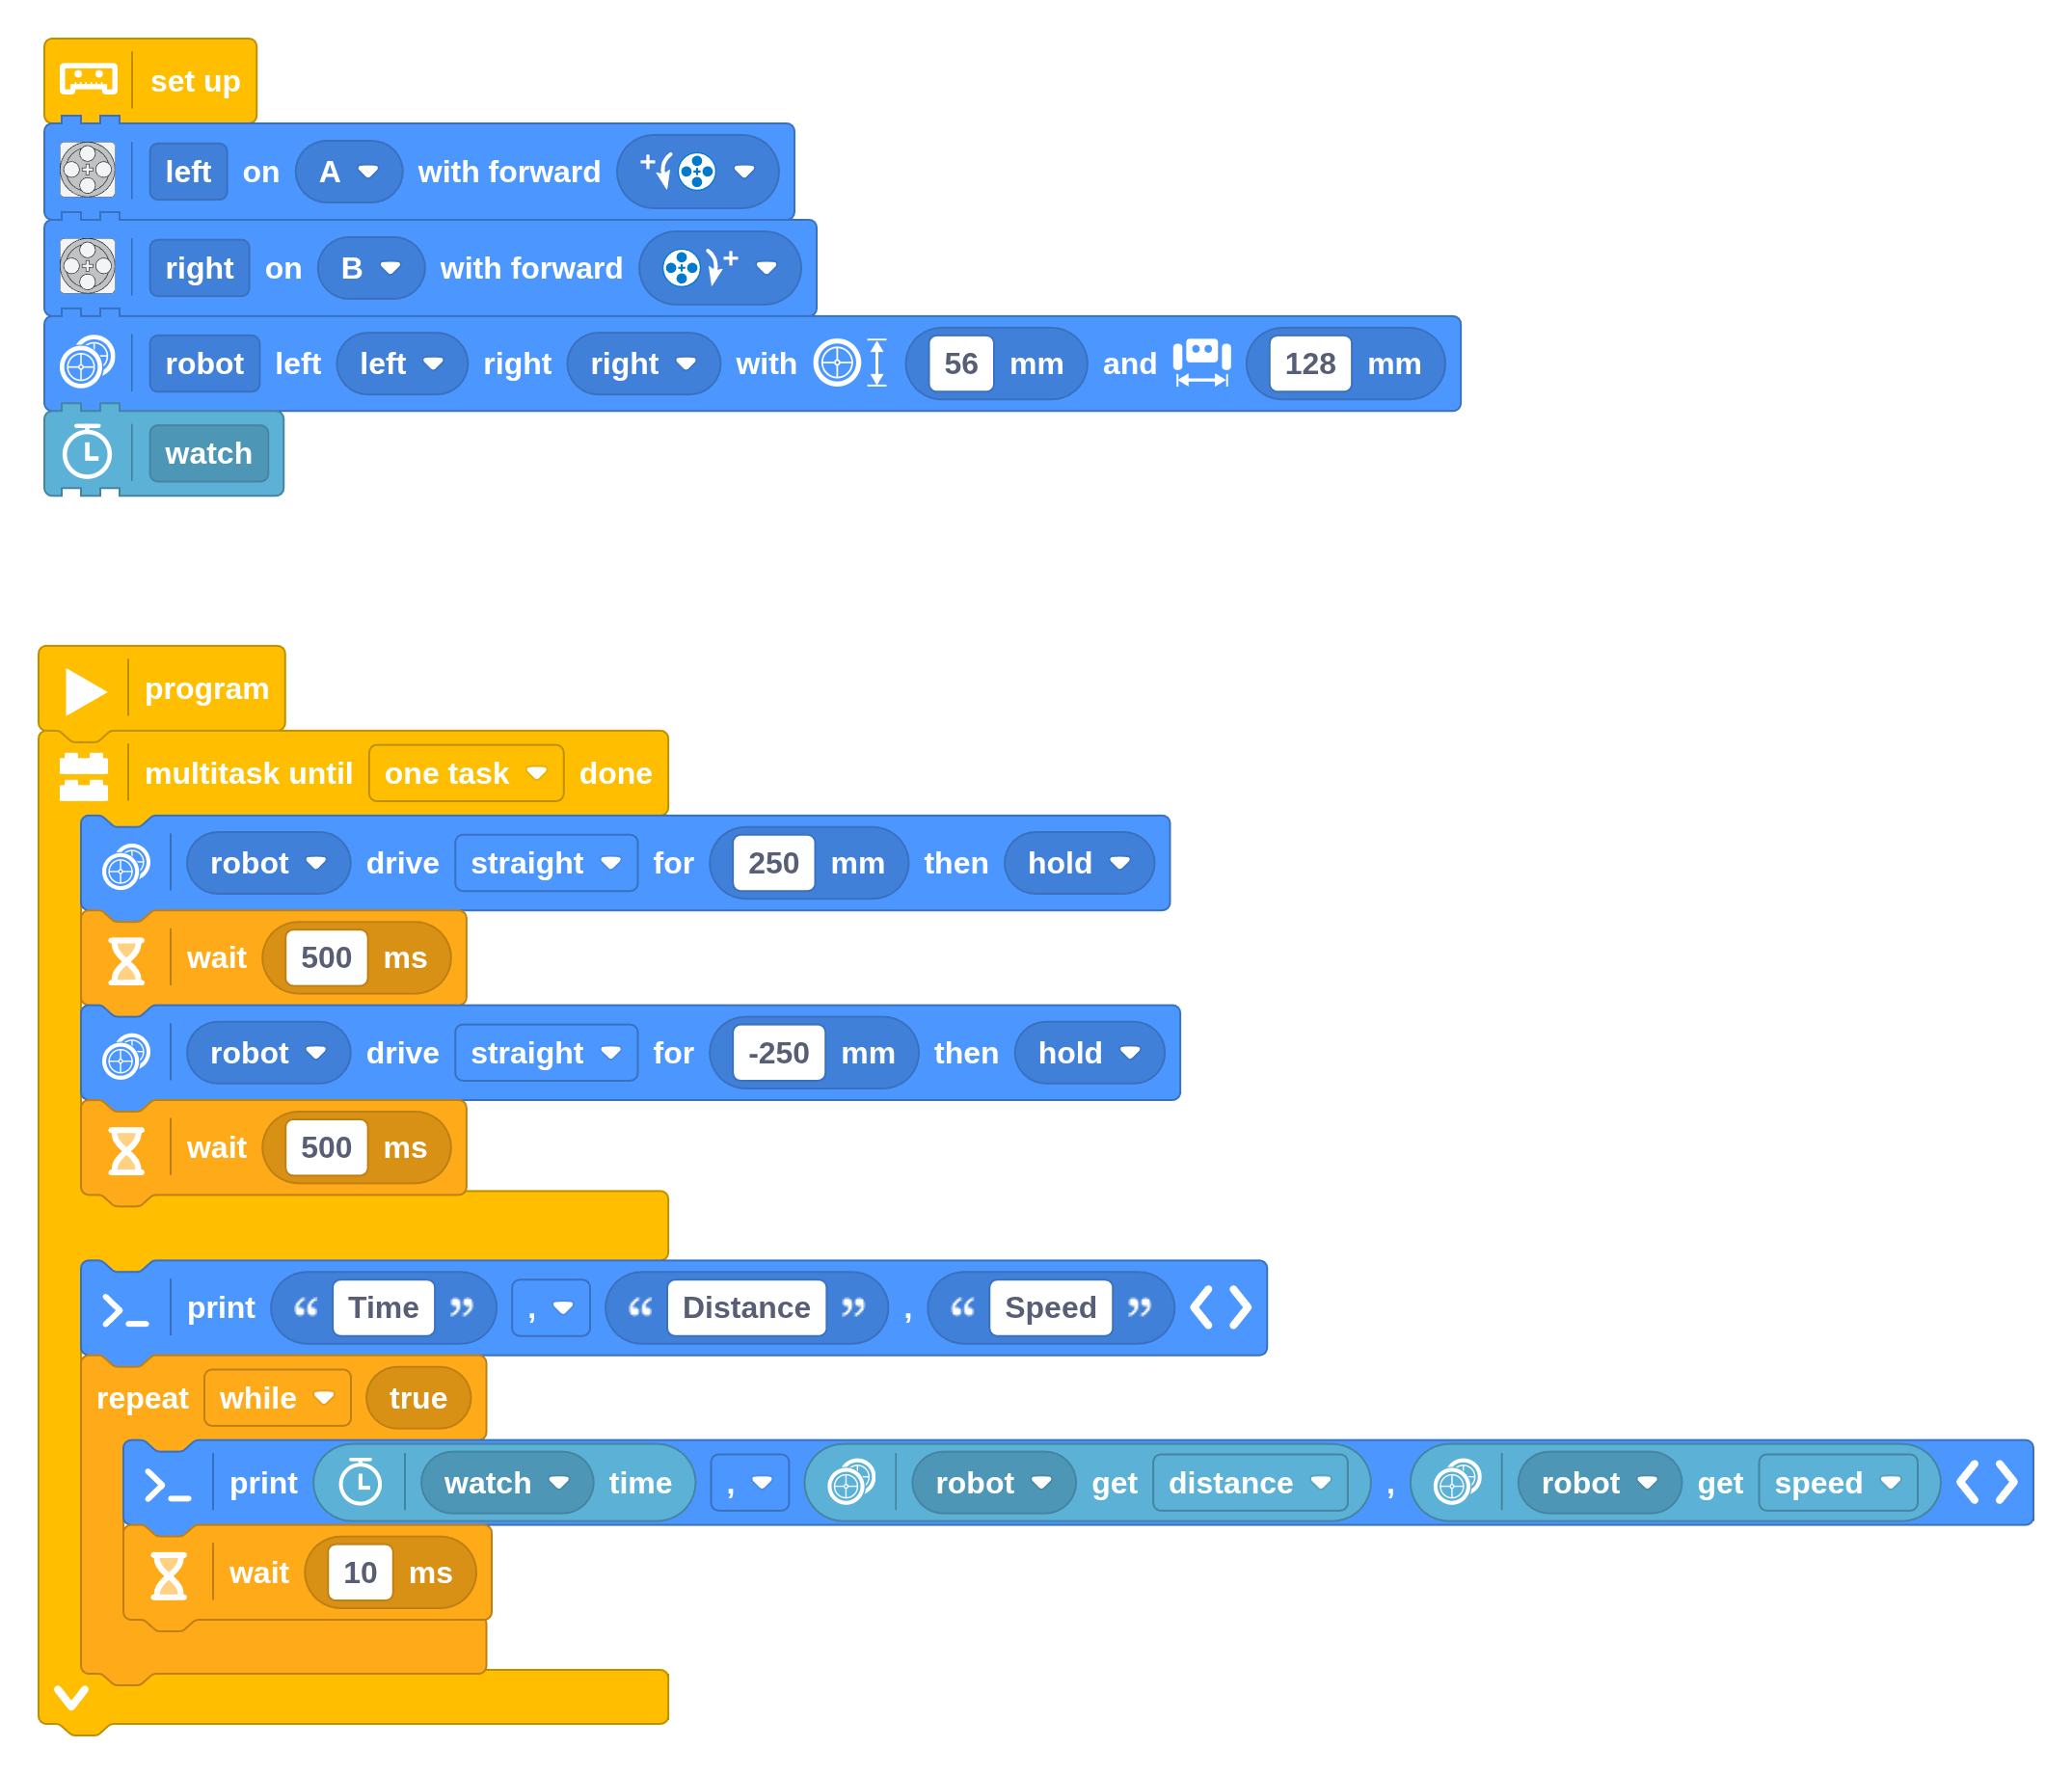 set up
left on A with forward +
right on B with forward +
robot left left right right with 56 mm and 128 mm
watch
program
multitask until one task done
robot drive straight for 250 mm then hold
wait 500 ms
robot drive straight for -250 mm then hold
wait 500 ms
print “ Time ” , “ Distance ” , “ Speed ”
repeat while true
print watch time , robot get distance , robot get speed
wait 10 ms